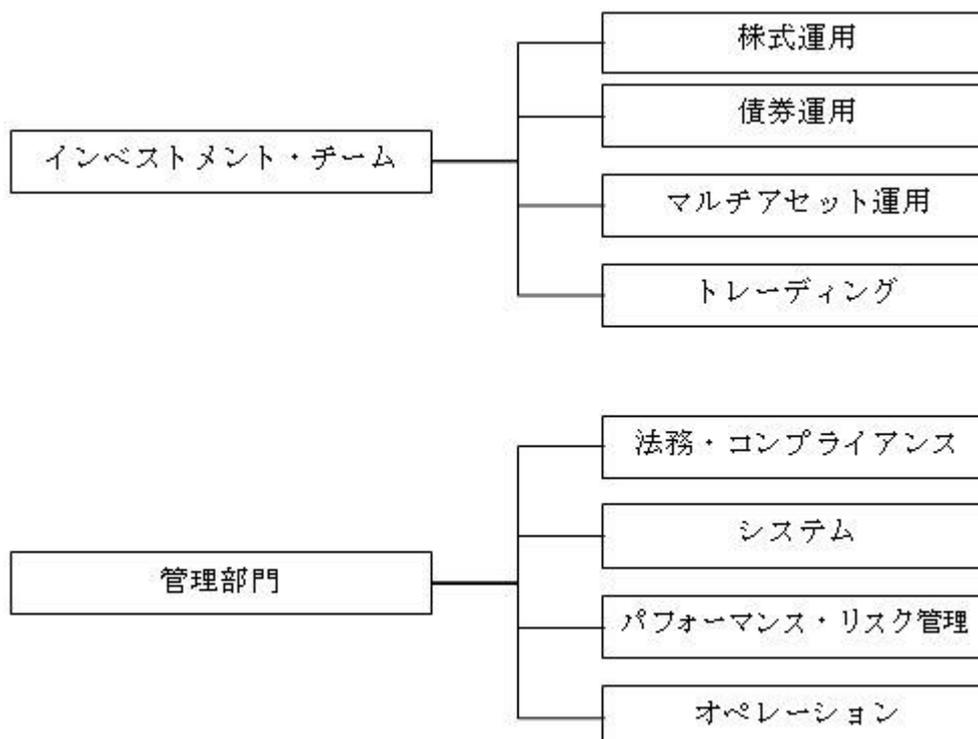 インベストメント・チーム
株式運用
債券運用
マルチアセット運用
トレーディング
管理部門
法務・コンプライアンス
システム
パフォーマンス・リスク管理
オペレーション